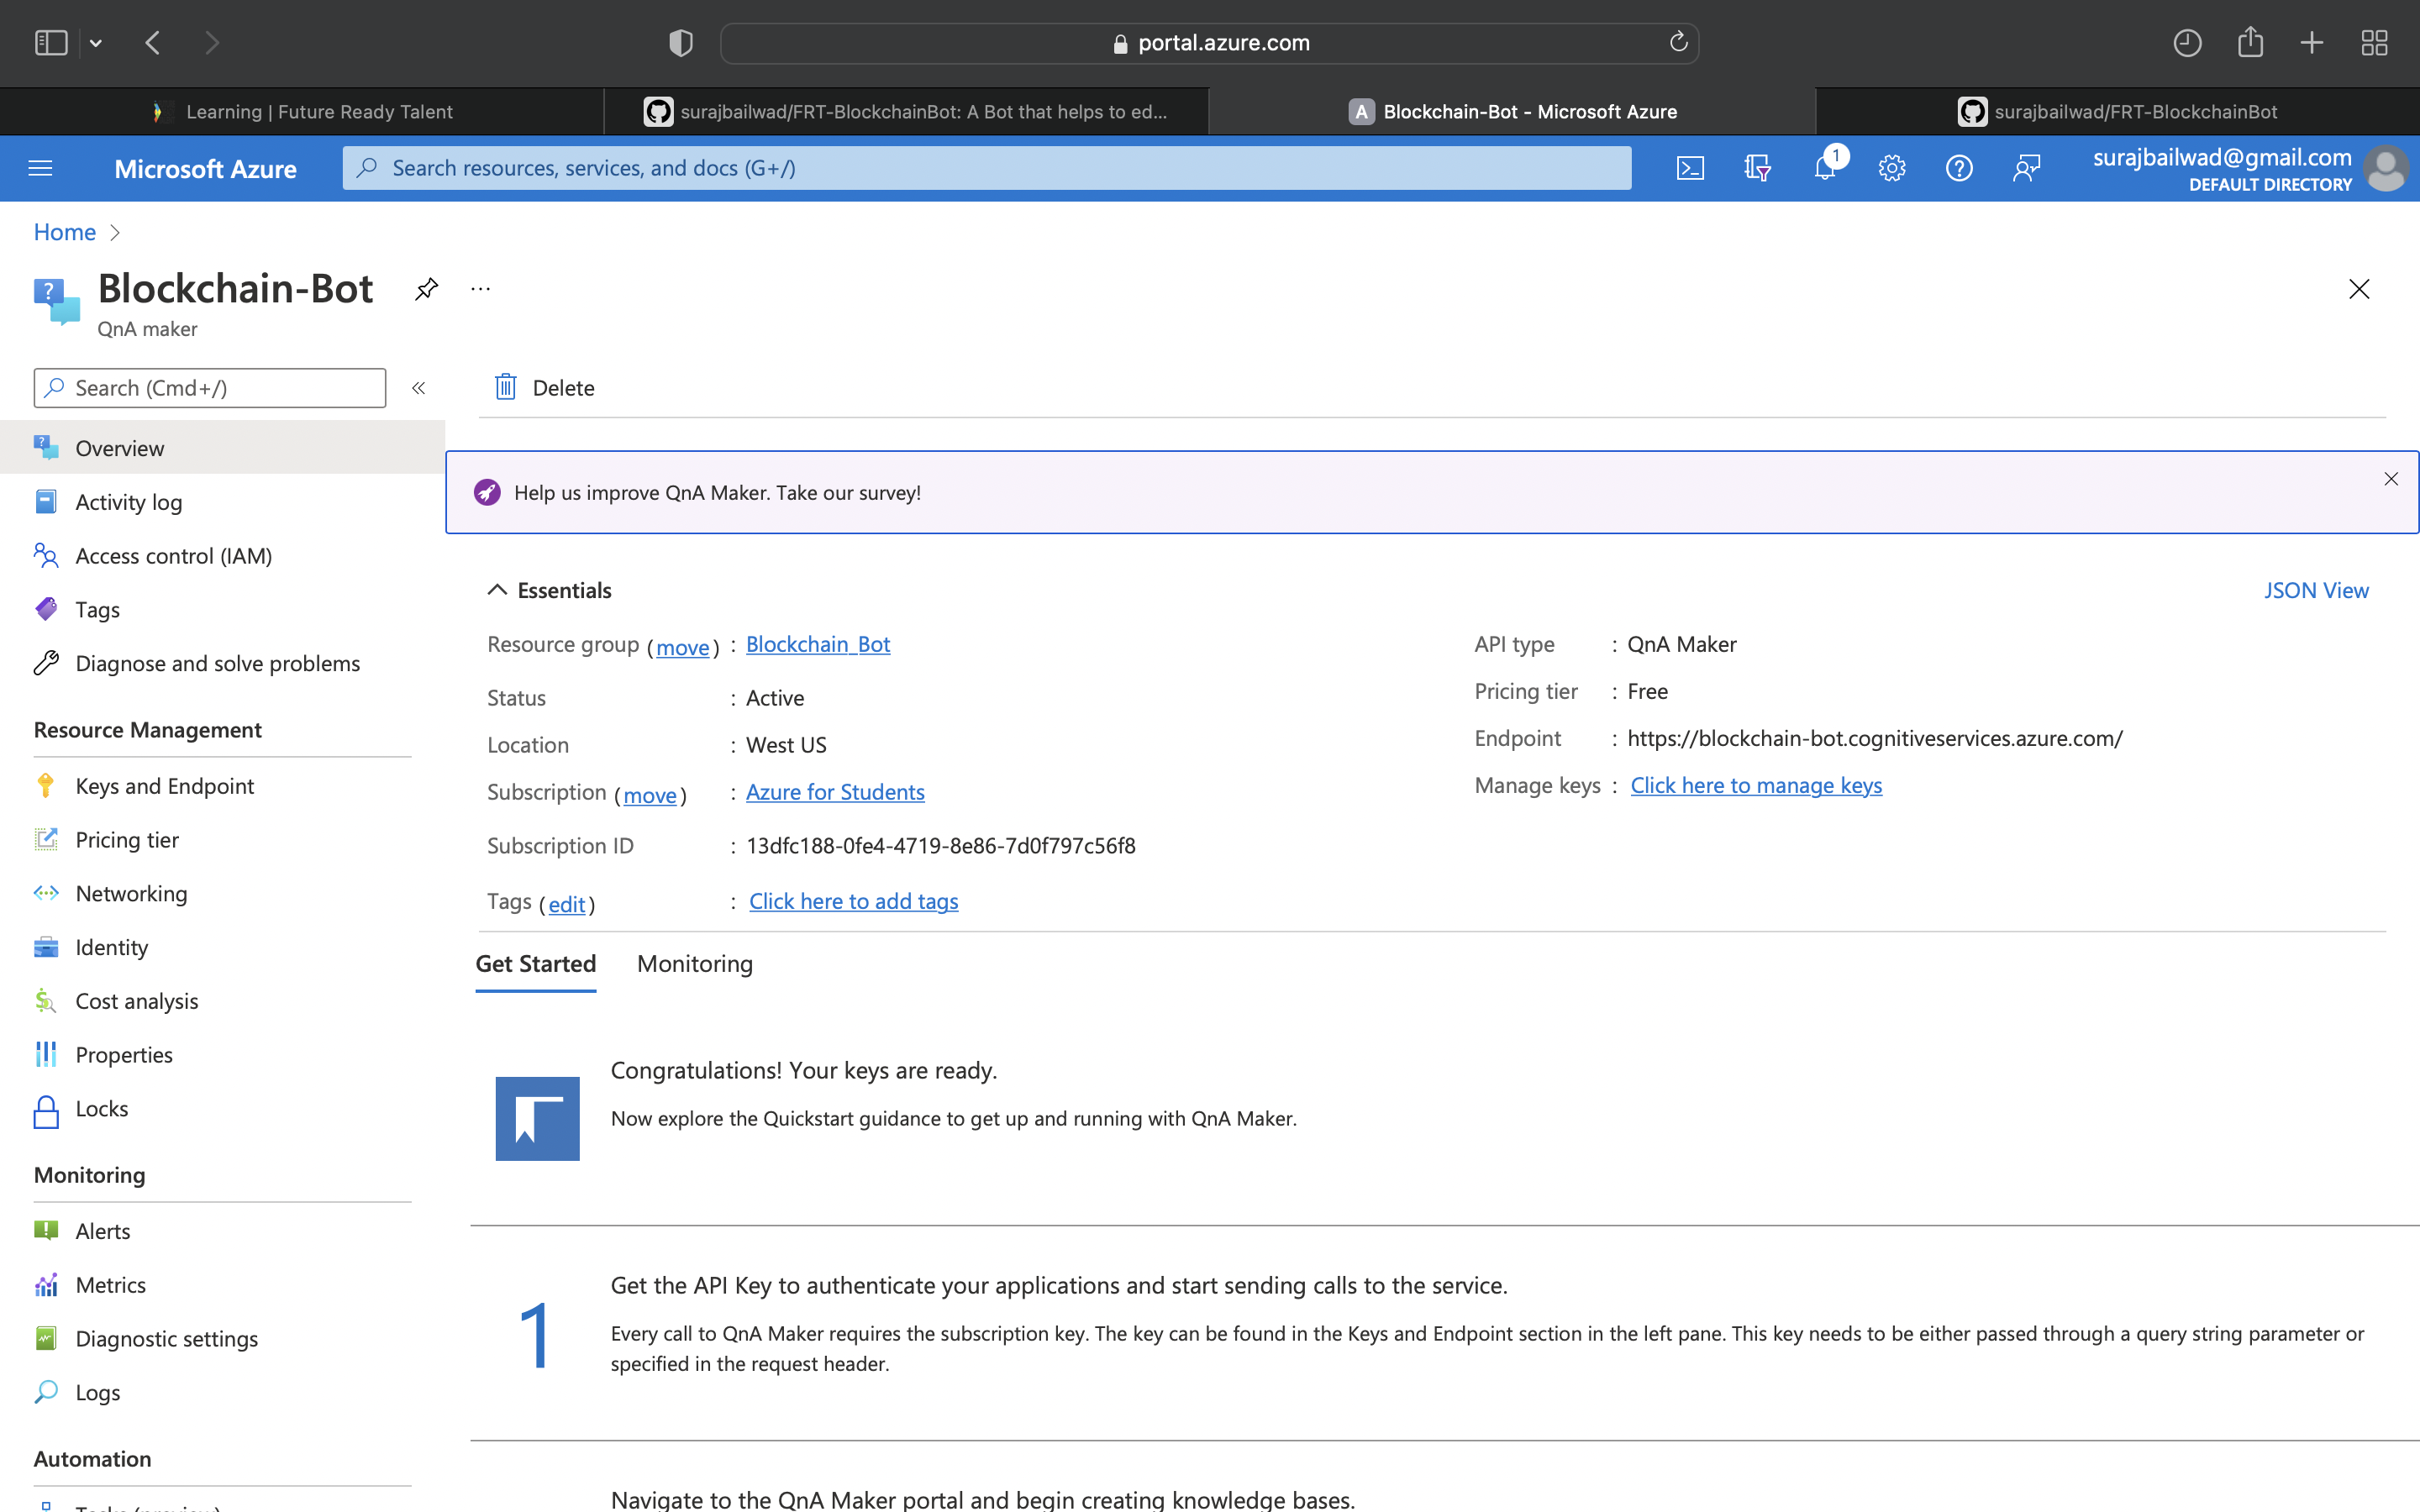 portal.azure.com
Learning | Future Ready Talent
surajbailwad/FRT-BlockchainBot: A Bot that helps to ed...
A Blockchain-Bot - Microsoft Azure
surajbailwad/FRT-BlockchainBot
Microsoft Azure
Search resources, services, and docs (G+/)
1
surajbailwad@gmail.com
DEFAULT DIRECTORY
Home
Blockchain-Bot
...
QnA maker
Search (Cmd+/)
«
Delete
Overview
Activity log
Access control (IAM)
Tags
Diagnose and solve problems
Resource Management
Keys and Endpoint
Pricing tier
Networking
Identity
Cost analysis
Properties
Locks
Monitoring
Alerts
Metrics
Diagnostic settings
Logs
Automation
Help us improve QnA Maker. Take our survey!
Essentials
JSON View
Resource group (move) : Blockchain_Bot
Status : Active
Location : West US
Subscription (move) : Azure for Students
Subscription ID : 13dfc188-0fe4-4719-8e86-7d0f797c56f8
Tags (edit) : Click here to add tags
API type : QnA Maker
Pricing tier : Free
Endpoint : https://blockchain-bot.cognitiveservices.azure.com/
Manage keys : Click here to manage keys
Get Started Monitoring
Congratulations! Your keys are ready.
Now explore the Quickstart guidance to get up and running with QnA Maker.
1
Get the API Key to authenticate your applications and start sending calls to the service.
Every call to QnA Maker requires the subscription key. The key can be found in the Keys and Endpoint section in the left pane. This key needs to be either passed through a query string parameter or
specified in the request header.
Navigate to the QnA Maker portal and begin creating knowledge bases.